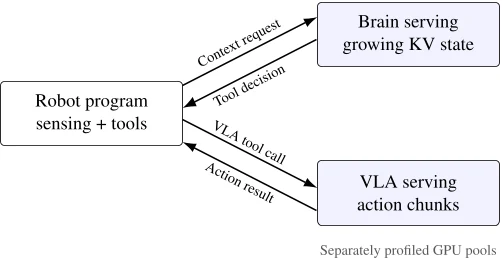 Brain serving
growing KV state
Context request
Tool decision
Robot program
sensing + tools
VLA tool call
Action result
VLA serving
action chunks
Separately profiled GPU pools